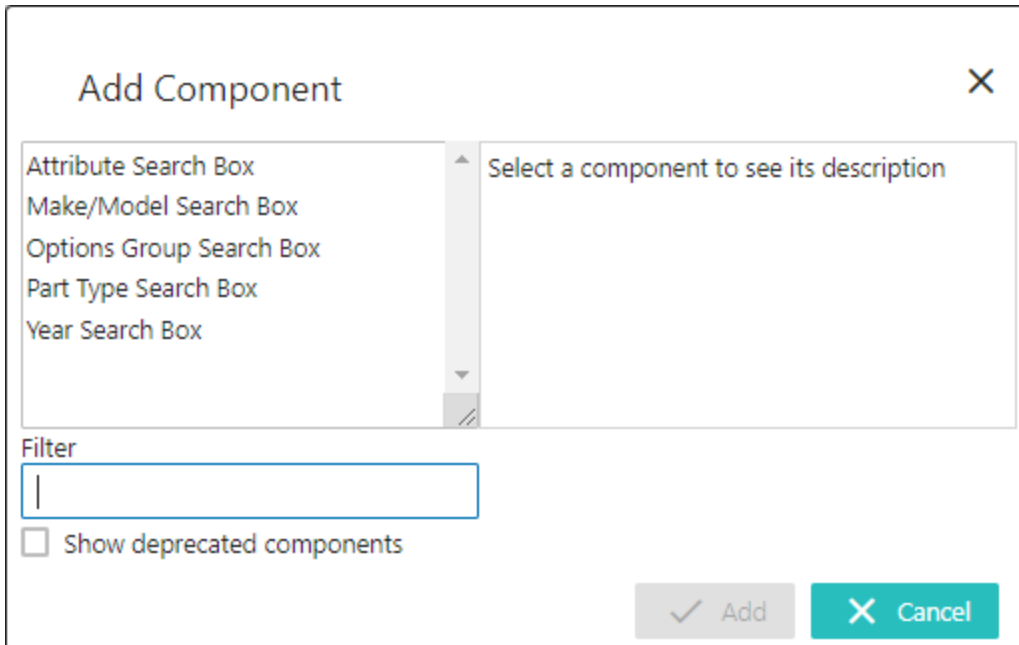 Add Component
Attribute Search Box
Make/Model Search Box
Options Group Search Box
Part Type Search Box
Year Search Box
Select a component to see its description
Filter
Show deprecated components
Add
Cancel